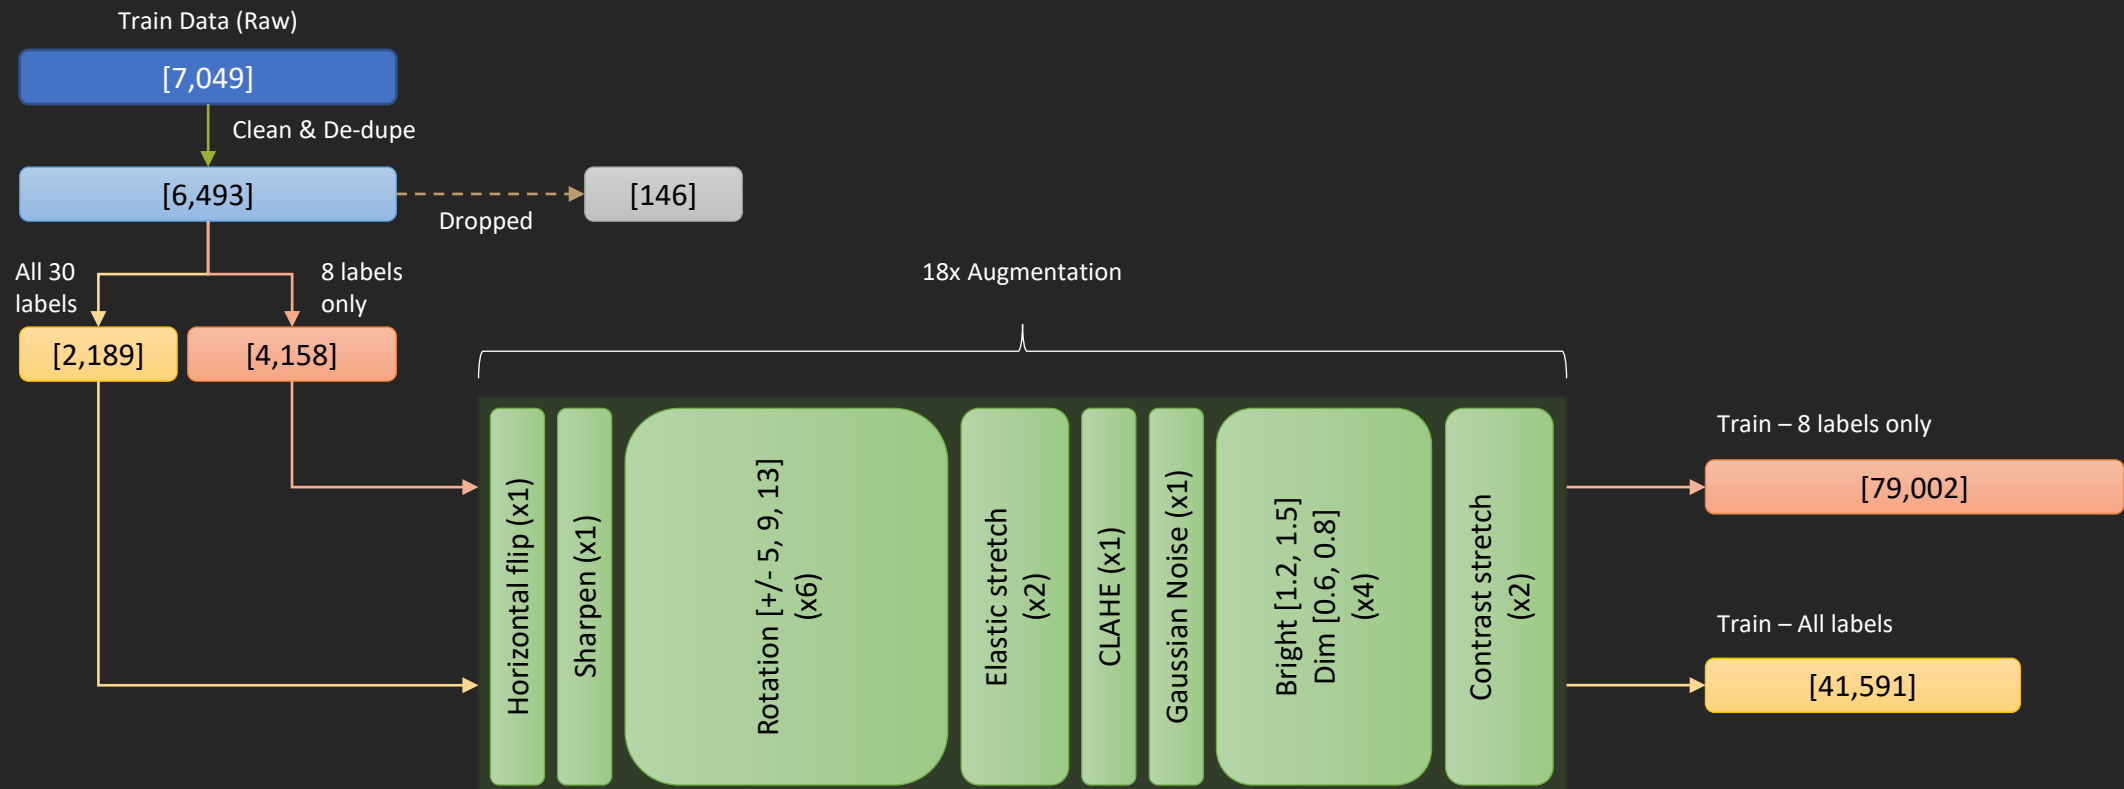 Train Data (Raw)
[7,049]
Clean & De-dupe
[6,493]
Dropped
[146]
All 30
labels
8 labels
only
[2,189]
[4,158]
18x Augmentation
Horizontal flip (x1)
Sharpen (x1)
Rotation [+/- 5, 9, 13]
(x6)
Elastic stretch
(x2)
CLAHE (x1)
Gaussian Noise (x1)
Bright [1.2, 1.5]
Dim [0.6, 0.8]
(x4)
Contrast stretch
(x2)
Train – 8 labels only
[79,002]
Train – All labels
[41,591]